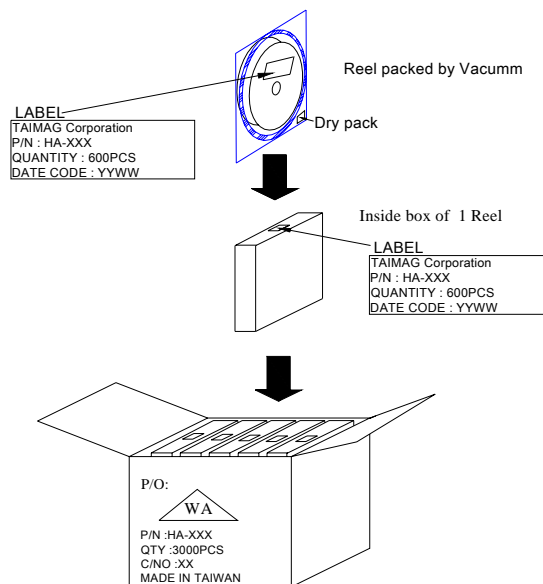 Reel packed by Vacumm
LABEL
TAIMAG Corporation
P/N : HA-XXX
QUANTITY : 600PCS
DATE CODE : YYWW
Dry pack
Inside box of 1 Reel
LABEL
TAIMAG Corporation
P/N : HA-XXX
QUANTITY : 600PCS
DATE CODE : YYWW
P/O:
WA
P/N :HA-XXX
QTY :3000PCS
C/NO :XX
MADE IN TAIWAN